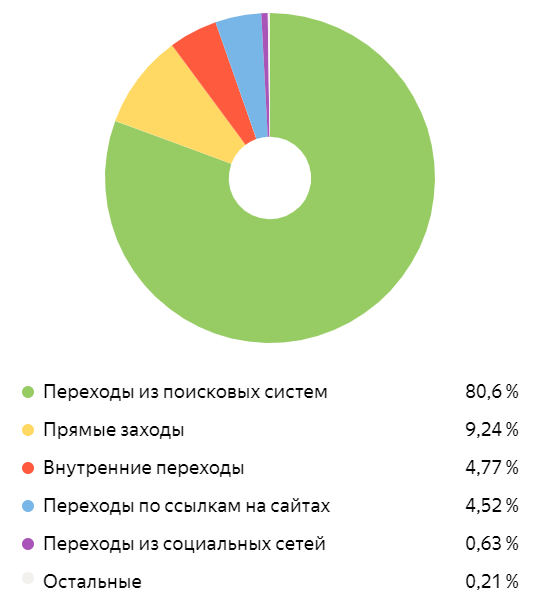 Переходы из поисковых систем 80,6 %
Прямые заходы 9,24 %
Внутренние переходы 4,77 %
Переходы по ссылкам на сайтах 4,52 %
Переходы из социальных сетей 0,63 %
Остальные 0,21 %